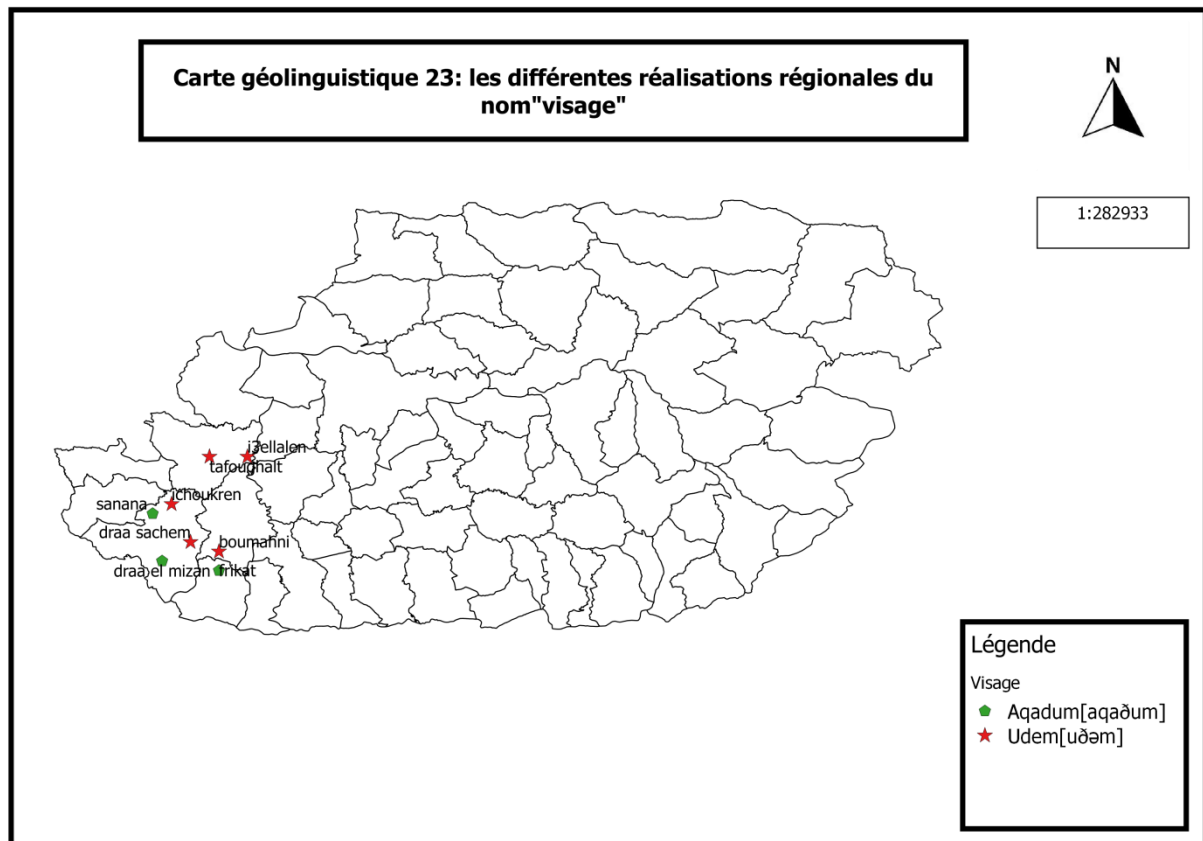 Carte géolinguistique 23: les différentes réalisations régionales du
nom"visage"
N
1:282933
iʒellalen
tafoughalt
ichoukren
sanana
draa sachem
boumahni
draa el mizan
frikat
Légende
Visage
Aqadum[aqaðum]
Udem[uðəm]